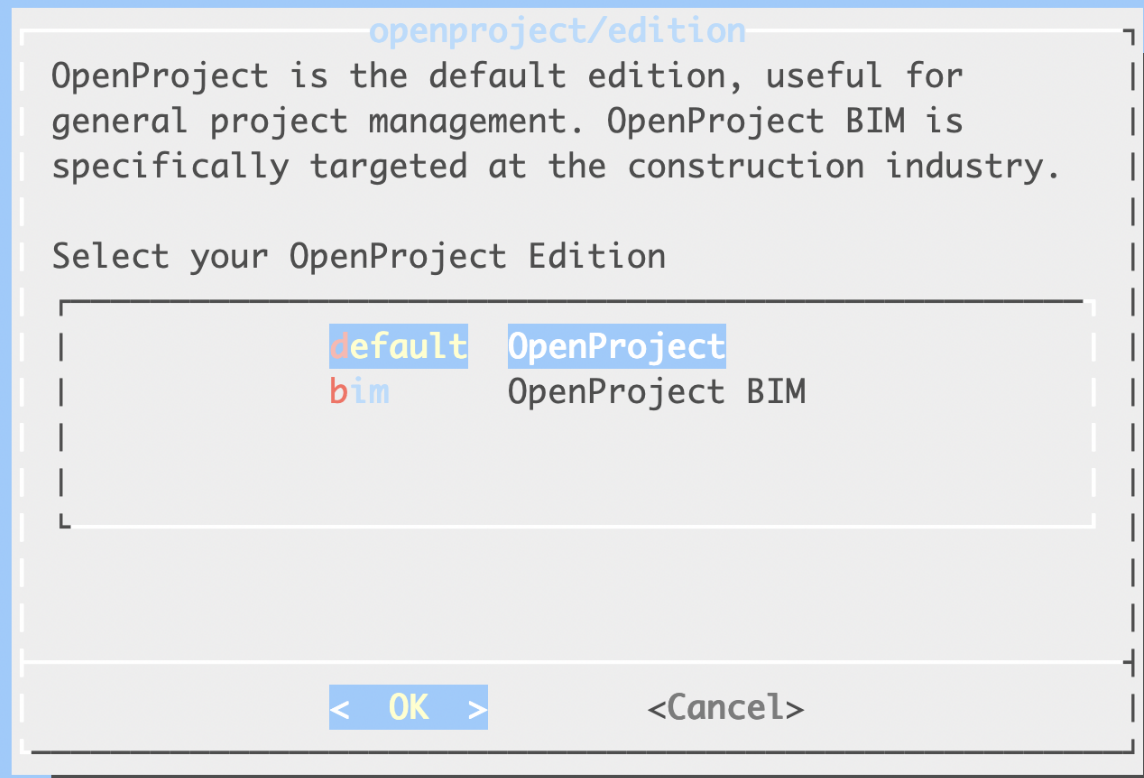 openproject/edition
OpenProject is the default edition, useful for
general project management. OpenProject BIM is
specifically targeted at the construction industry.
Select your OpenProject Edition
default OpenProject
bim OpenProject BIM
< OK > <Cancel>